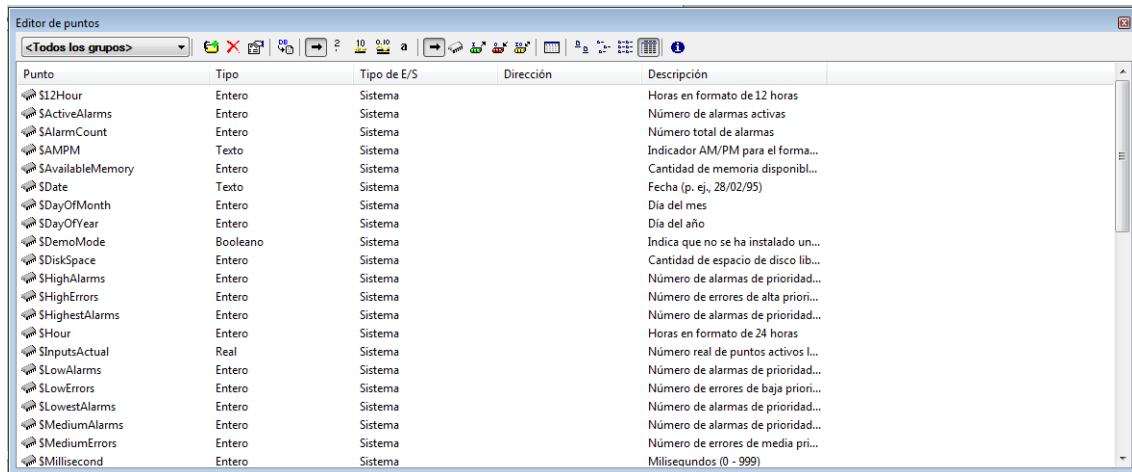 Editor de puntos
<Todos los grupos>
Punto Tipo Tipo de E/S Dirección Descripción
$12Hour Entero Sistema Horas en formato de 12 horas
$ActiveAlarms Entero Sistema Número de alarmas activas
$AlarmCount Entero Sistema Número total de alarmas
$AMPM Texto Sistema Indicador AM/PM para el forma...
$AvailableMemory Entero Sistema Cantidad de memoria disponibl...
$Date Texto Sistema Fecha (p. ej., 28/02/95)
$DayOfMonth Entero Sistema Día del mes
$DayOfYear Entero Sistema Día del año
$DemoMode Booleano Sistema Indica que no se ha instalado un...
$DiskSpace Entero Sistema Cantidad de espacio de disco lib...
$HighAlarms Entero Sistema Número de alarmas de prioridad...
$HighErrors Entero Sistema Número de errores de alta priori...
$HighestAlarms Entero Sistema Número de alarmas de prioridad...
$Hour Entero Sistema Horas en formato de 24 horas
$InputsActual Real Sistema Número real de puntos activos l...
$LowAlarms Entero Sistema Número de alarmas de prioridad...
$LowErrors Entero Sistema Número de errores de baja priori...
$LowestAlarms Entero Sistema Número de alarmas de prioridad...
$MediumAlarms Entero Sistema Número de alarmas de prioridad...
$MediumErrors Entero Sistema Número de errores de media pri...
$Millisecond Entero Sistema Milisegundos (0 - 999)